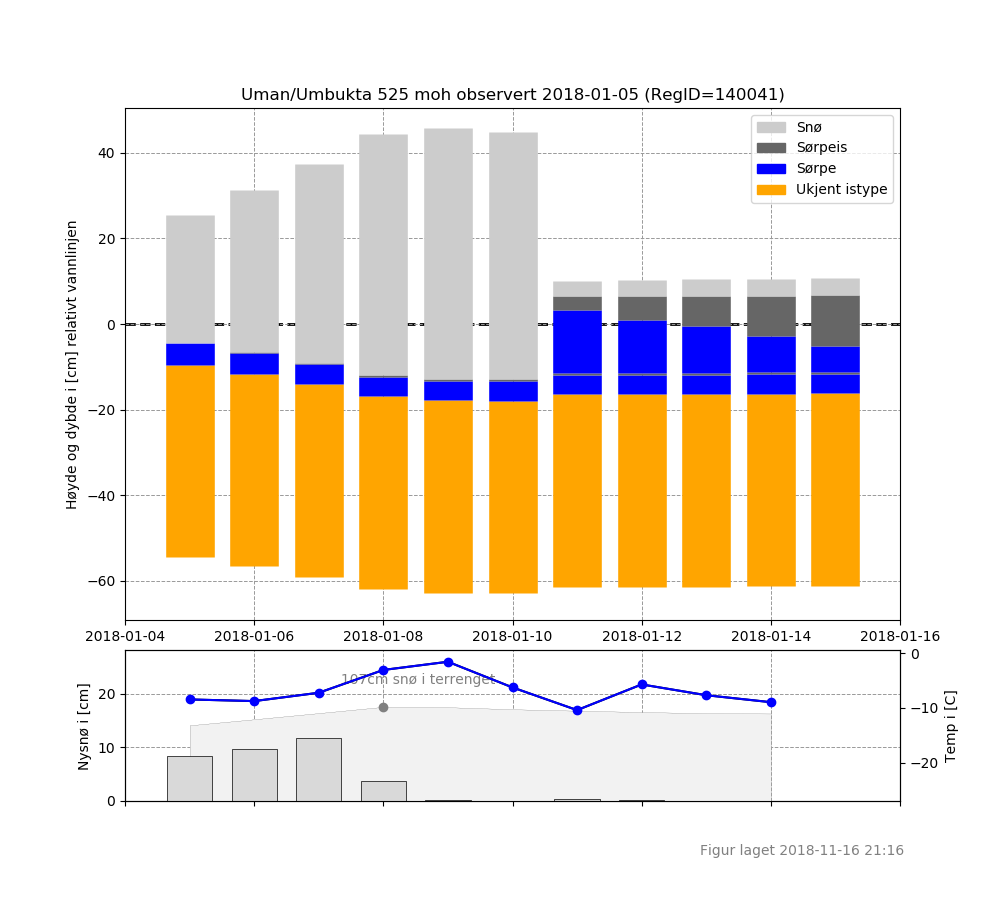 Uman/Umbukta 525 moh observert 2018-01-05 (RegID=140041)
Snø
Sørpeis
Sørpe
Ukjent istype
Høyde og dybde i [cm] relativt vannlinjen
40
20
0
−20
−40
−60
2018-01-04 2018-01-06 2018-01-08 2018-01-10 2018-01-12 2018-01-14 2018-01-16
107cm snø i terrenget
Nysnø i [cm]
20
10
0
0
−10
−20
Temp i [C]
Figur laget 2018-11-16 21:16